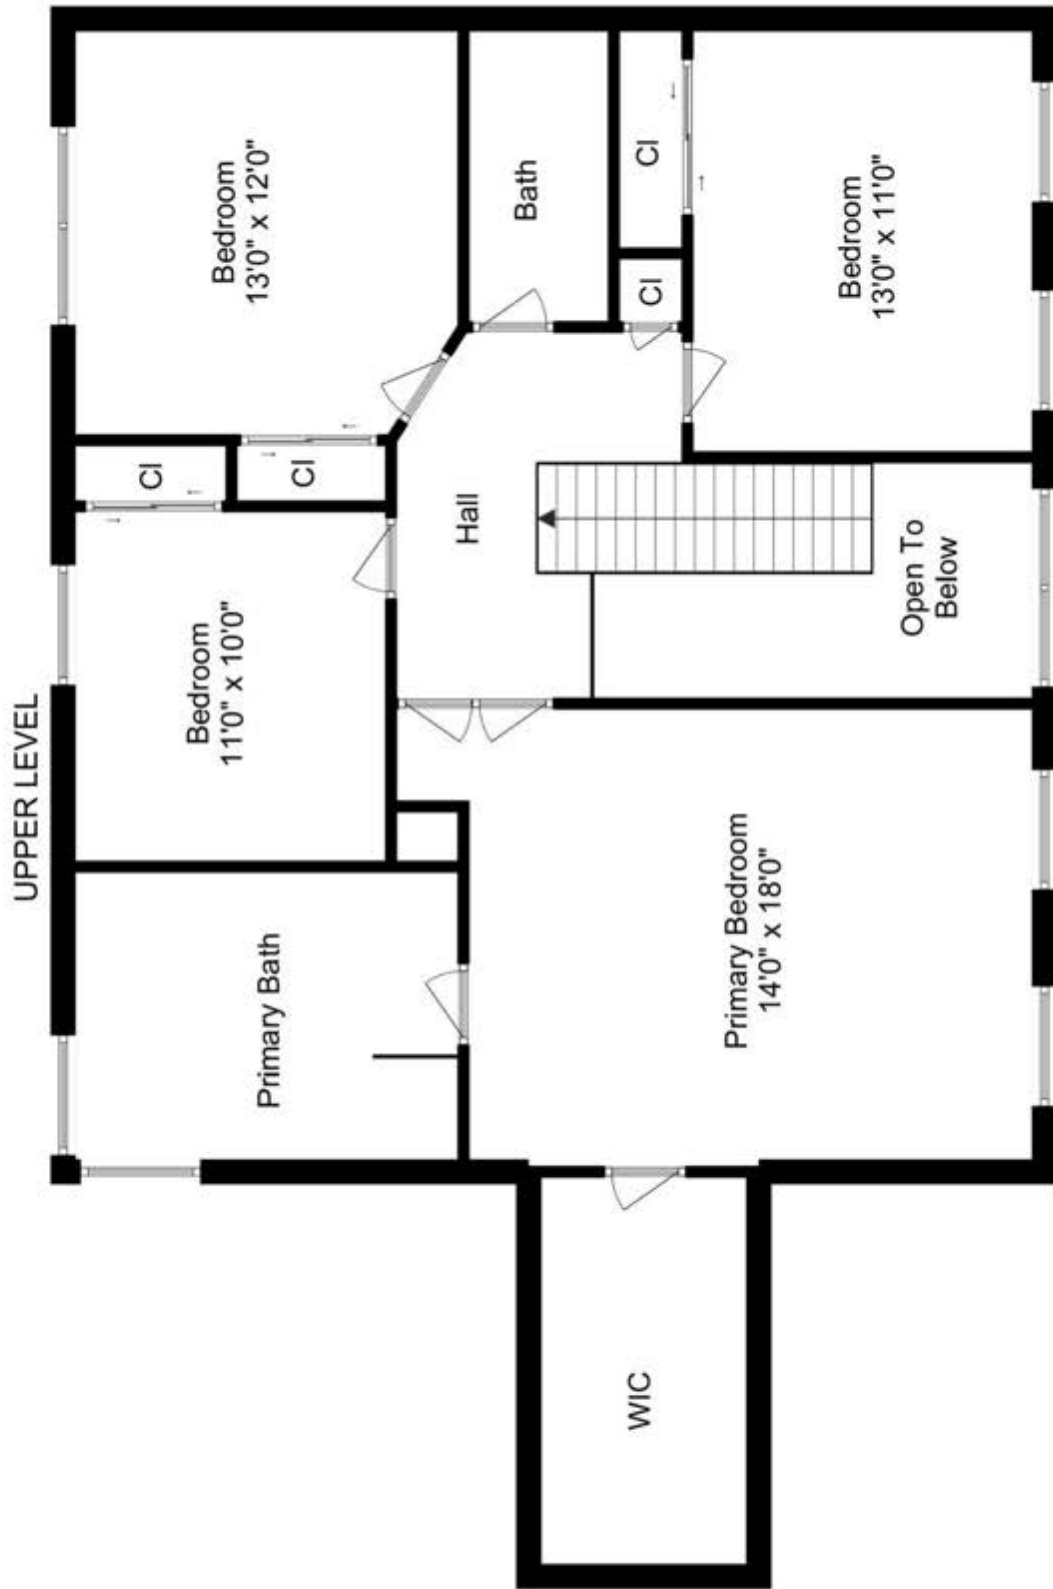 UPPER LEVEL
Primary Bath
Bedroom
11'0" x 10'0"
Cl
Cl
Bedroom
13'0" x 12'0"
WIC
Primary Bedroom
14'0" x 18'0"
Hall
Open To
Below
Bath
Cl
Cl
Bedroom
13'0" x 11'0"